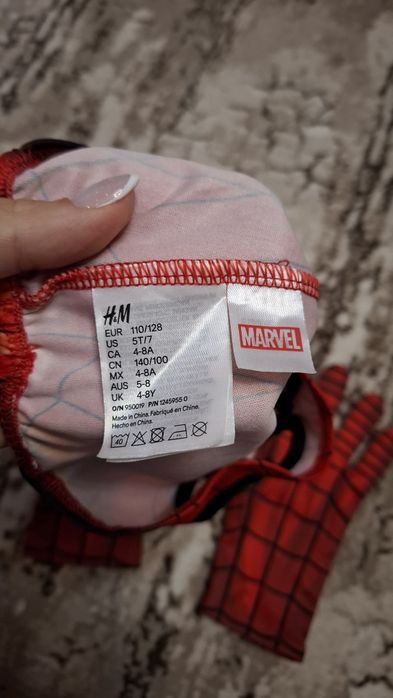 H&M
EUR 110/128
US 5T/7
CA 4-8A
CN 140/100
MX 4-8A
AUS 5-8
UK 4-8Y
O/N 950019 P/N 1245955 0
Made in China. Fabriqué en Chine.
Hecho en China.
40
MARVEL